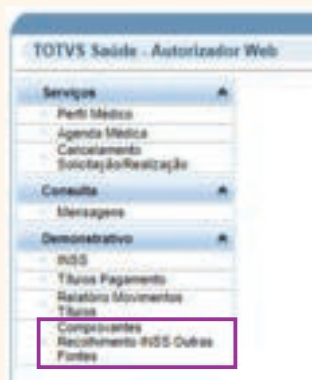 TOTVS Saúde - Autorizador Web
Serviços
Perfil Médico
Agenda Médica
Cancelamento
Solicitação/Realização
Consulta
Mensagens
Demonstrativo
INSS
Títulos Pagamento
Relatório Movimentos
Títulos
Comprovantes
Recolhimento INSS Outras
Fontes